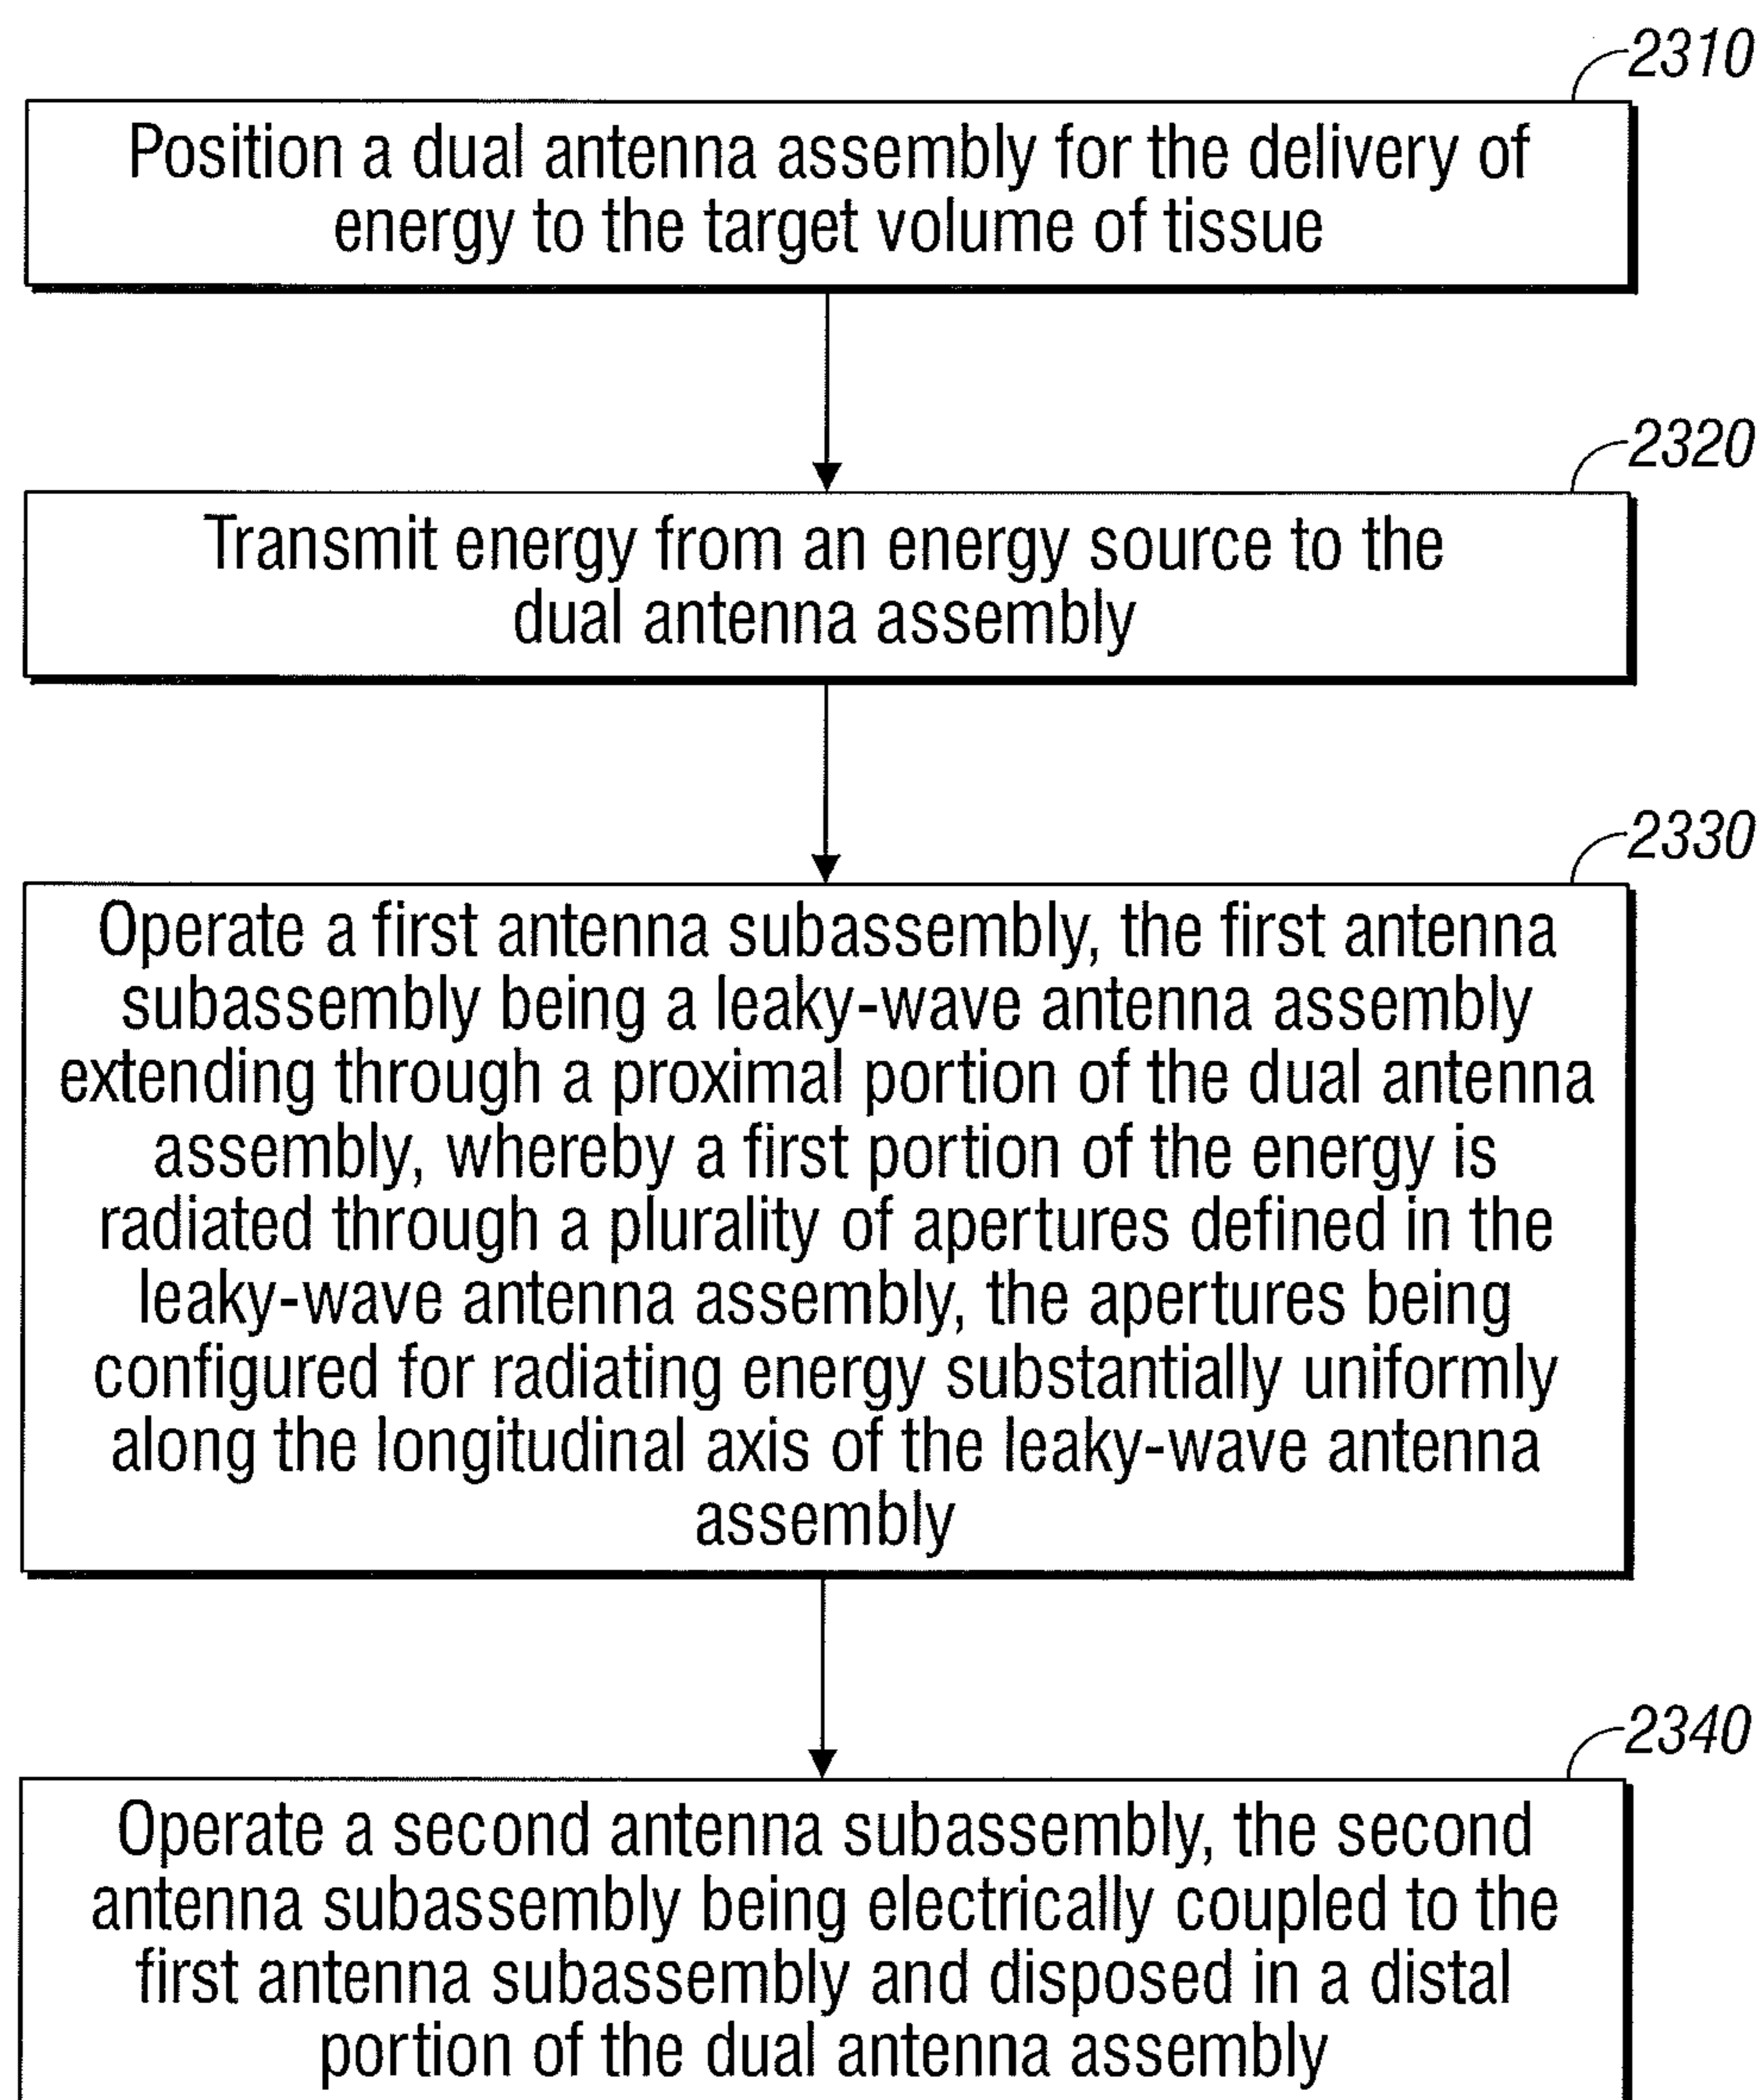 2310
Position a dual antenna assembly for the delivery of
energy to the target volume of tissue
2320
Transmit energy from an energy source to the
dual antenna assembly
2330
Operate a first antenna subassembly, the first antenna
subassembly being a leaky-wave antenna assembly
extending through a proximal portion of the dual antenna
assembly, whereby a first portion of the energy is
radiated through a plurality of apertures defined in the
leaky-wave antenna assembly, the apertures being
configured for radiating energy substantially uniformly
along the longitudinal axis of the leaky-wave antenna
assembly
2340
Operate a second antenna subassembly, the second
antenna subassembly being electrically coupled to the
first antenna subassembly and disposed in a distal
portion of the dual antenna assembly